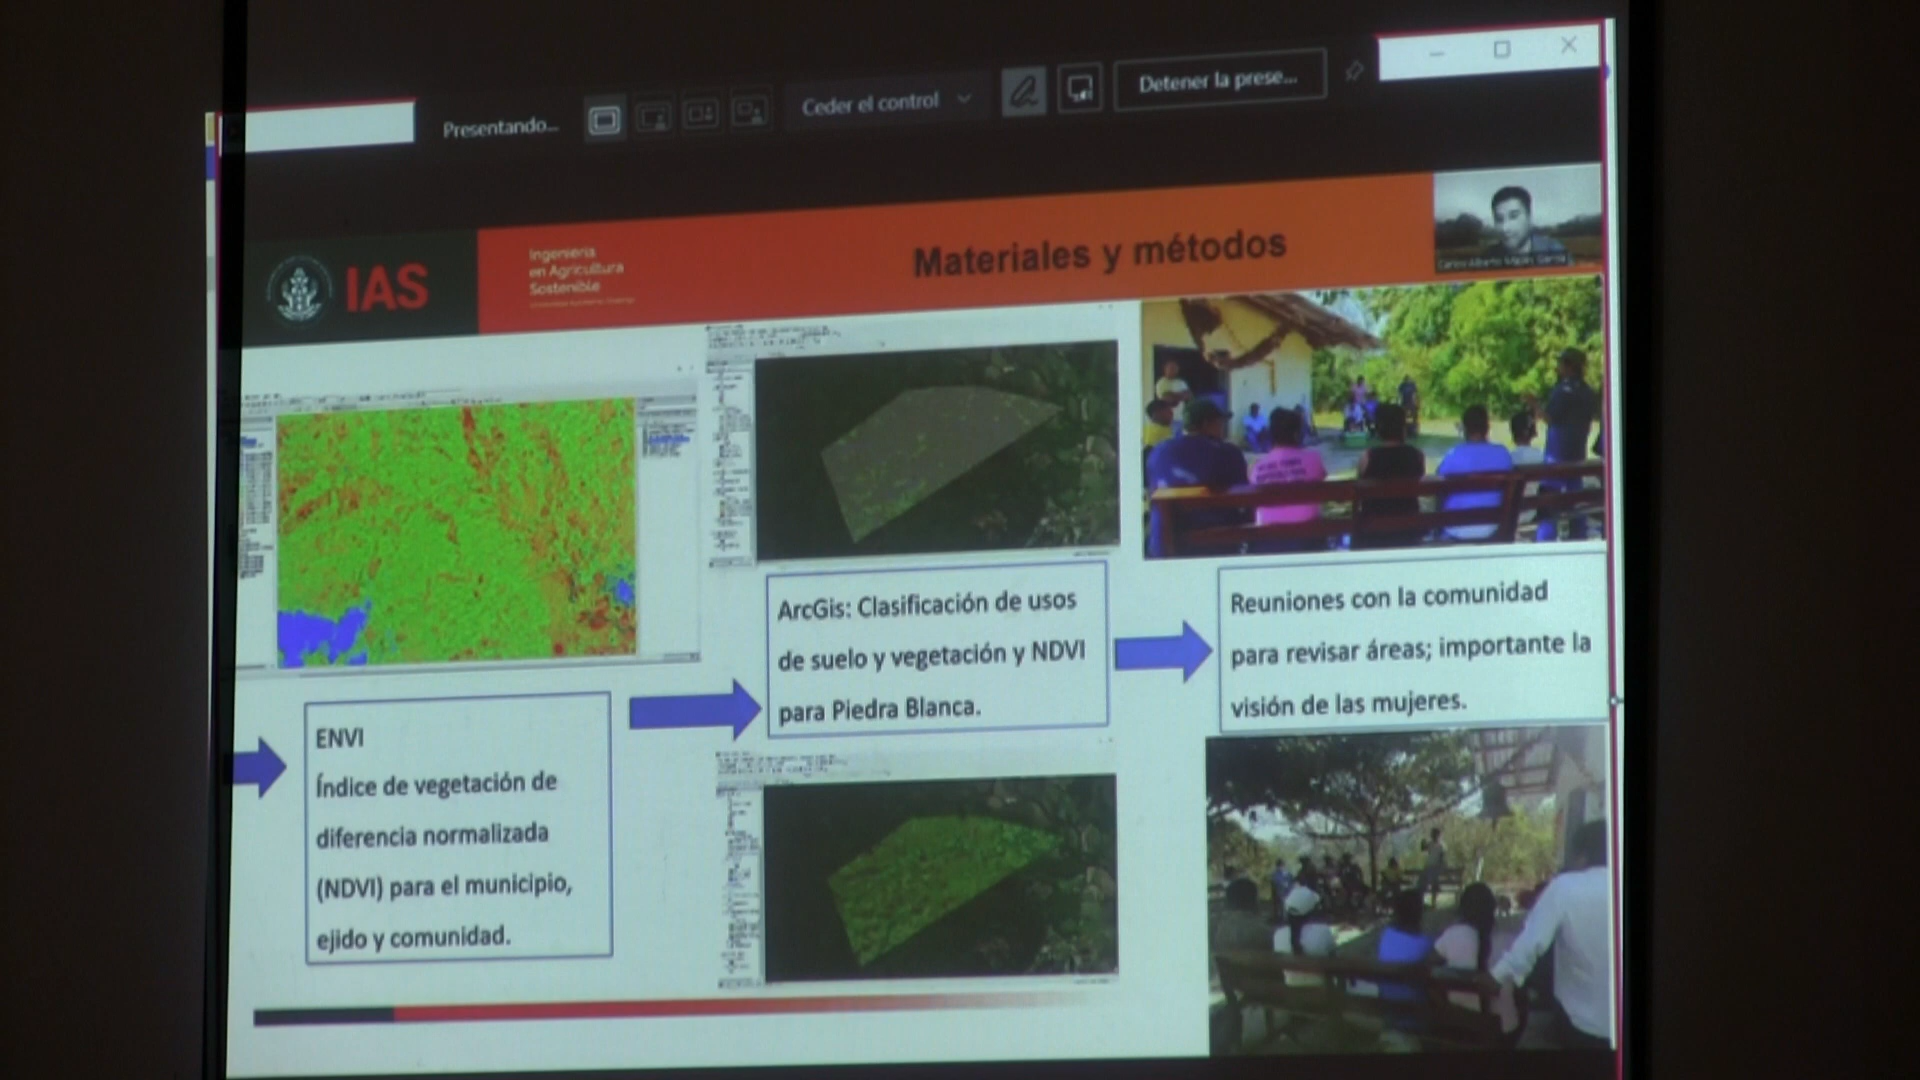 Presentando...
Ceder el control
Detener la prese...
IAS
Ingeniería
en Agricultura
Sostenible
Materiales y métodos
ArcGis: Clasificación de usos
de suelo y vegetación y NDVI
para Piedra Blanca.
Reuniones con la comunidad
para revisar áreas; importante la
visión de las mujeres.
ENVI
Índice de vegetación de
diferencia normalizada
(NDVI) para el municipio,
ejido y comunidad.